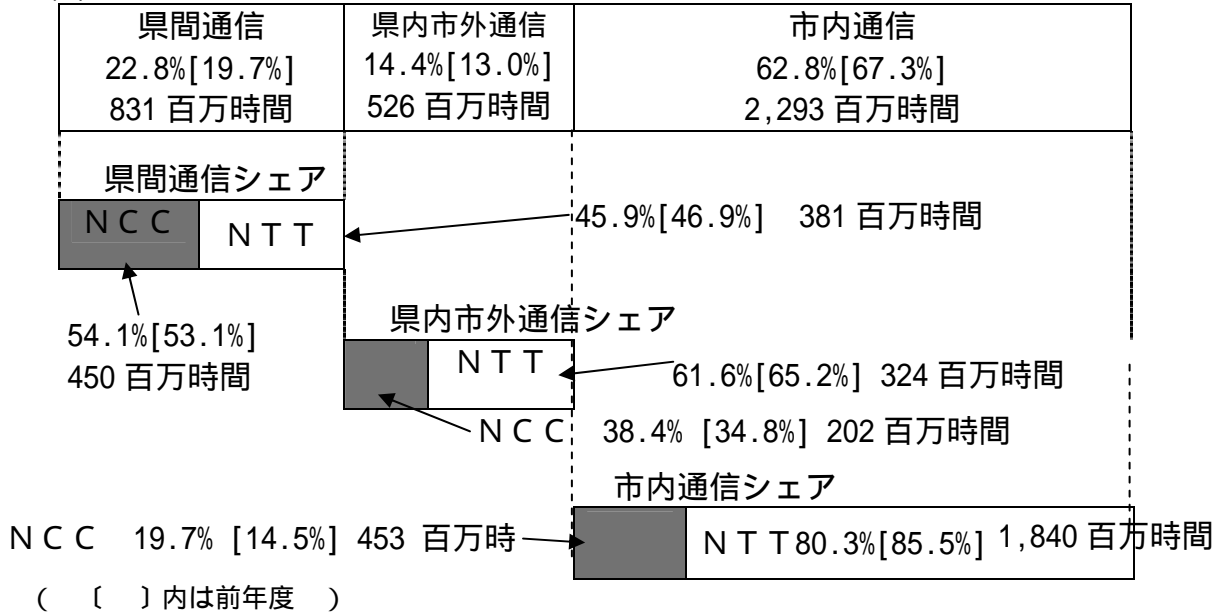 県間通信
22.8%[19.7%]
831 百万時間
県内市外通信
14.4%[13.0%]
526 百万時間
市内通信
62.8%[67.3%]
2,293 百万時間
県間通信シェア
ＮＣＣ
ＮＴＴ
45.9%[46.9%] 381 百万時間
54.1%[53.1%]
450 百万時間
県内市外通信シェア
ＮＴＴ
61.6%[65.2%] 324 百万時間
ＮＣＣ 38.4% [34.8%] 202 百万時間
市内通信シェア
ＮＣＣ 19.7% [14.5%] 453 百万時
ＮＴＴ80.3%[85.5%] 1,840 百万時間
( 〔 〕内は前年度 )